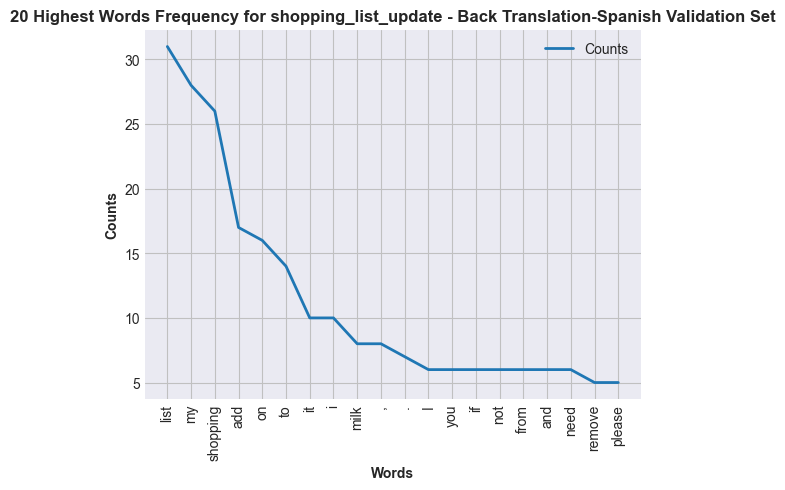 20 Highest Words Frequency for shopping_list_update - Back Translation-Spanish Validation Set
Counts
30
25
20
15
10
5
Counts
list
my
shopping
add
on
to
it
i
milk
,
.
I
you
if
not
from
and
need
remove
please
Words